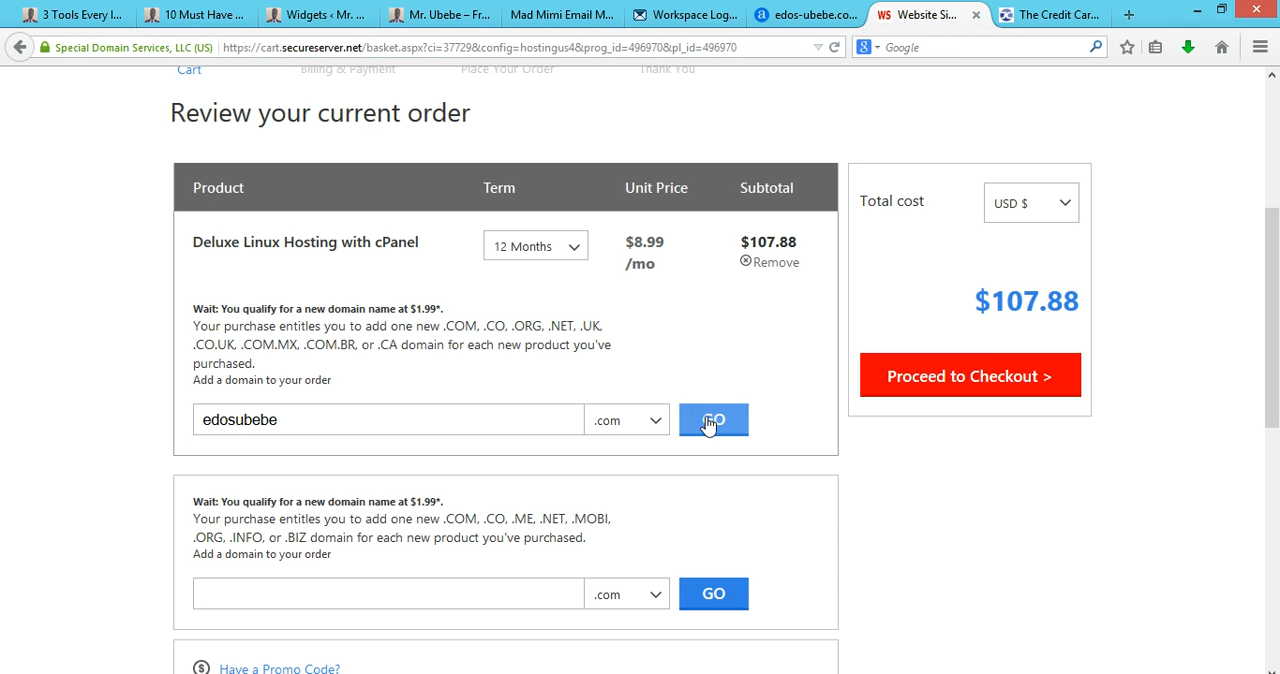 3 Tools Every I...
10 Must Have ...
Widgets ‹ Mr. ...
Mr. Ubebe – Fr...
Mad Mimi Email M...
Workspace Log...
edos-ubebe.co...
WS Website Si...
The Credit Car...
Special Domain Services, LLC (US)
https://cart.secureserver.net/basket.aspx?ci=37729&config=hostingus4&prog_id=496970&pl_id=496970
Google
Cart
Billing & Payment
Place Your Order
Thank You
Review your current order
Product Term Unit Price Subtotal
Deluxe Linux Hosting with cPanel
12 Months
$8.99
/mo
$107.88
Remove
Wait: You qualify for a new domain name at $1.99*.
Your purchase entitles you to add one new .COM, .CO, .ORG, .NET, .UK,
.CO.UK, .COM.MX, .COM.BR, or .CA domain for each new product you've
purchased.
Add a domain to your order
edosubebe
.com
GO
Wait: You qualify for a new domain name at $1.99*.
Your purchase entitles you to add one new .COM, .CO, .ME, .NET, .MOBI,
.ORG, .INFO, or .BIZ domain for each new product you've purchased.
Add a domain to your order
.com
GO
Have a Promo Code?
Total cost
USD $
$107.88
Proceed to Checkout >